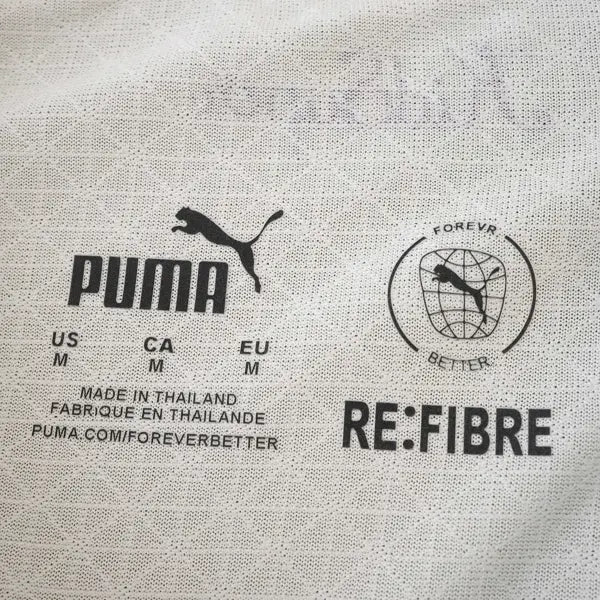 PUMA
US CA EU
M M M
MADE IN THAILAND
FABRIQUE EN THAILANDE
PUMA.COM/FOREVERBETTER
FOREVR
BETTER
RE:FIBRE